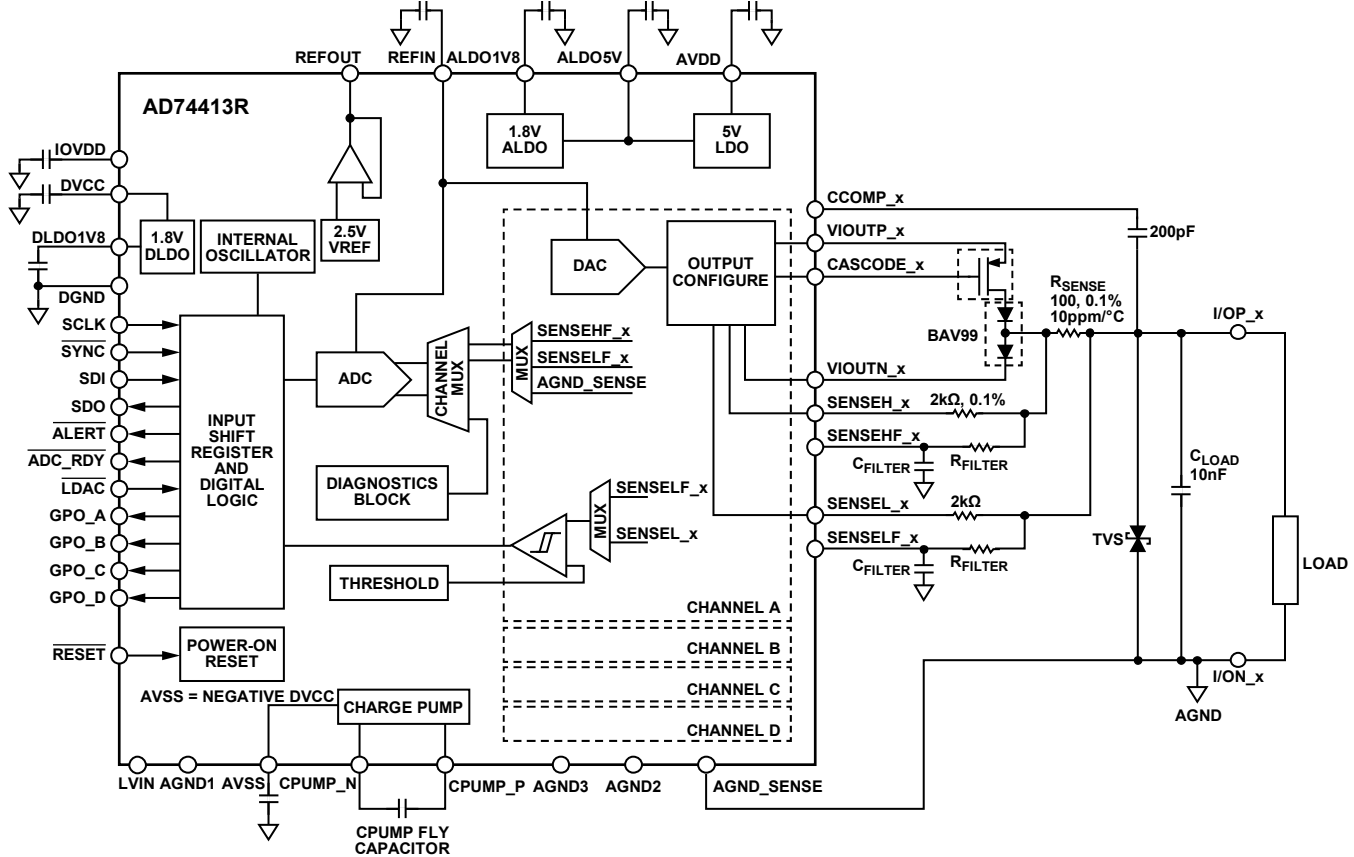 REFOUT
REFIN
ALDO1V8
ALDO5V
AVDD
AD74413R
1.8V
ALDO
5V
LDO
IOVDD
DVCC
DLDO1V8
DGND
1.8V
DLDO
INTERNAL
OSCILLATOR
2.5V
VREF
SCLK
SYNC
SDI
SDO
ALERT
ADC_RDY
LDAC
GPO_A
GPO_B
GPO_C
GPO_D
RESET
INPUT
SHIFT
REGISTER
AND
DIGITAL
LOGIC
POWER-ON
RESET
ADC
CHANNEL
MUX
MUX
SENSEHF_x
SENSELF_x
AGND_SENSE
DAC
OUTPUT
CONFIGURE
DIAGNOSTICS
BLOCK
THRESHOLD
MUX
SENSELF_x
SENSEL_x
CHANNEL A
CHANNEL B
CHANNEL C
CHANNEL D
AVSS = NEGATIVE DVCC
CHARGE PUMP
LVIN
AGND1
AVSS
CPUMP_N
CPUMP_P
AGND3
AGND2
AGND_SENSE
CPUMP FLY
CAPACITOR
CCOMP_x
VIOUTP_x
CASCODE_x
VIOUTN_x
SENSEH_x
SENSEHF_x
SENSEL_x
SENSELF_x
200pF
BAV99
RSENSE
100, 0.1%
10ppm/°C
2kΩ, 0.1%
CFILTER
RFILTER
2kΩ
CFILTER
RFILTER
I/OP_x
CLOAD
10nF
TVS
LOAD
I/ON_x
AGND